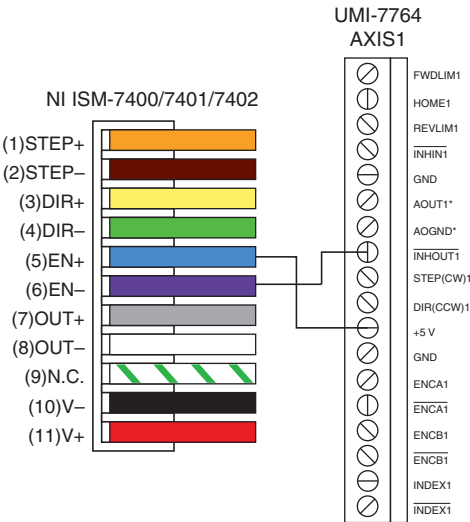 UMI-7764
AXIS1
NI ISM-7400/7401/7402
(1)STEP+
(2)STEP–
(3)DIR+
(4)DIR–
(5)EN+
(6)EN–
(7)OUT+
(8)OUT–
(9)N.C.
(10)V–
(11)V+
FWDLIM1
HOME1
REVLIM1
INHIN1
GND
AOUT1*
AOGND*
INHOUT1
STEP(CW)1
DIR(CCW)1
+5 V
GND
ENCA1
ENCA1
ENCB1
ENCB1
INDEX1
INDEX1